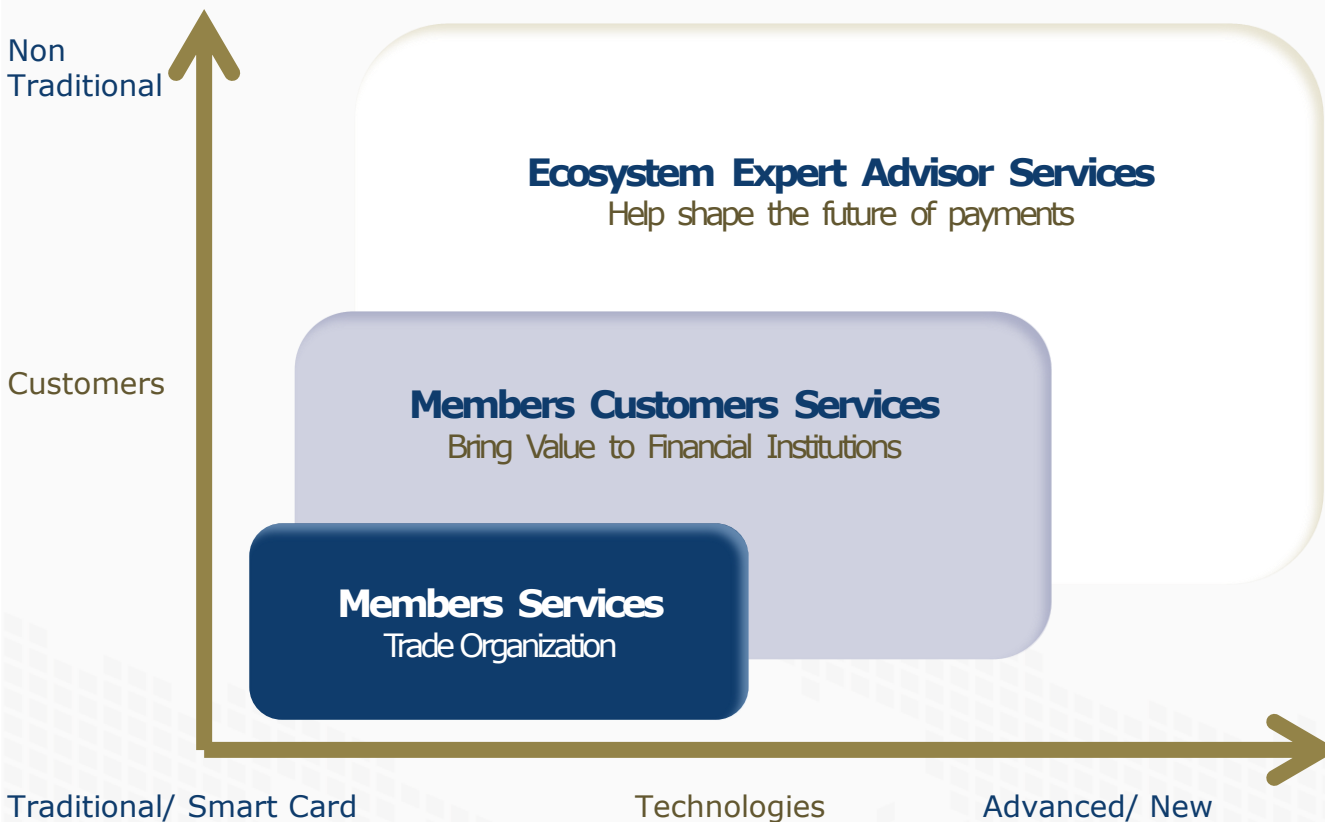 Non
Traditional
Ecosystem Expert Advisor Services
Help shape the future of payments
Customers
Members Customers Services
Bring Value to Financial Institutions
Members Services
Trade Organization
Traditional/ Smart Card
Technologies
Advanced/ New